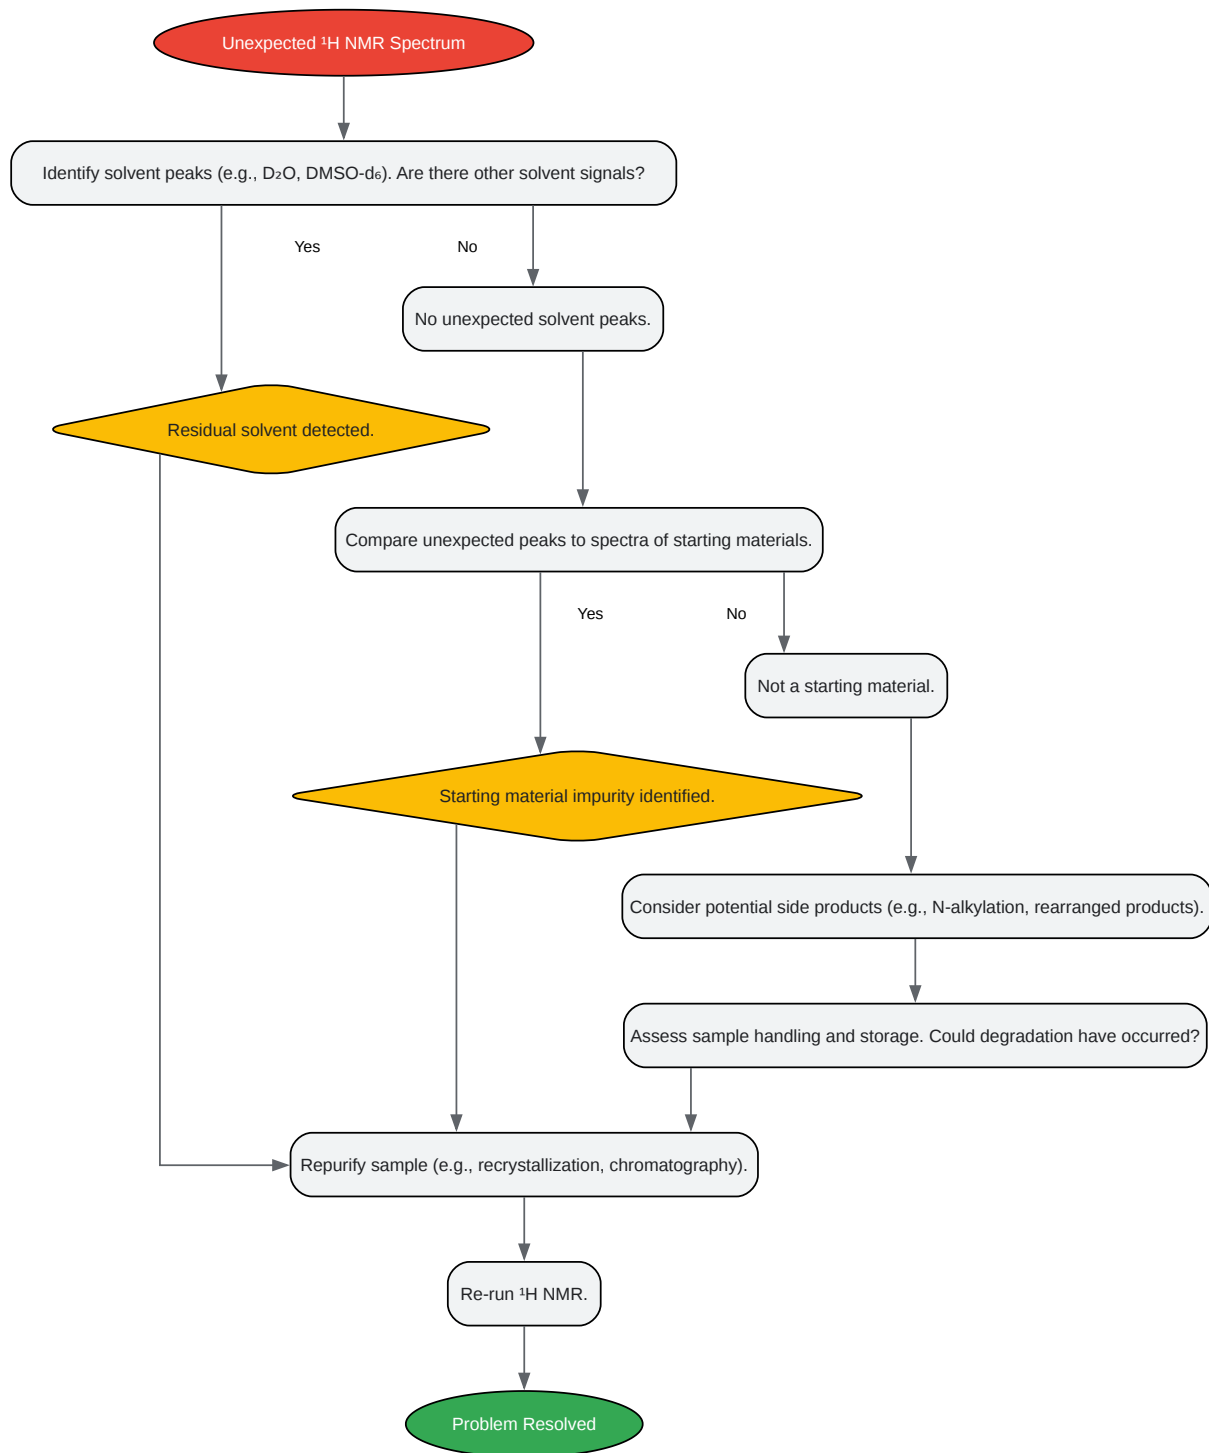 Unexpected ¹H NMR Spectrum
Identify solvent peaks (e.g., D₂O, DMSO-d₆). Are there other solvent signals?
Yes
No
No unexpected solvent peaks.
Residual solvent detected.
Compare unexpected peaks to spectra of starting materials.
Yes
No
Not a starting material.
Starting material impurity identified.
Consider potential side products (e.g., N-alkylation, rearranged products).
Assess sample handling and storage. Could degradation have occurred?
Repurify sample (e.g., recrystallization, chromatography).
Re-run ¹H NMR.
Problem Resolved